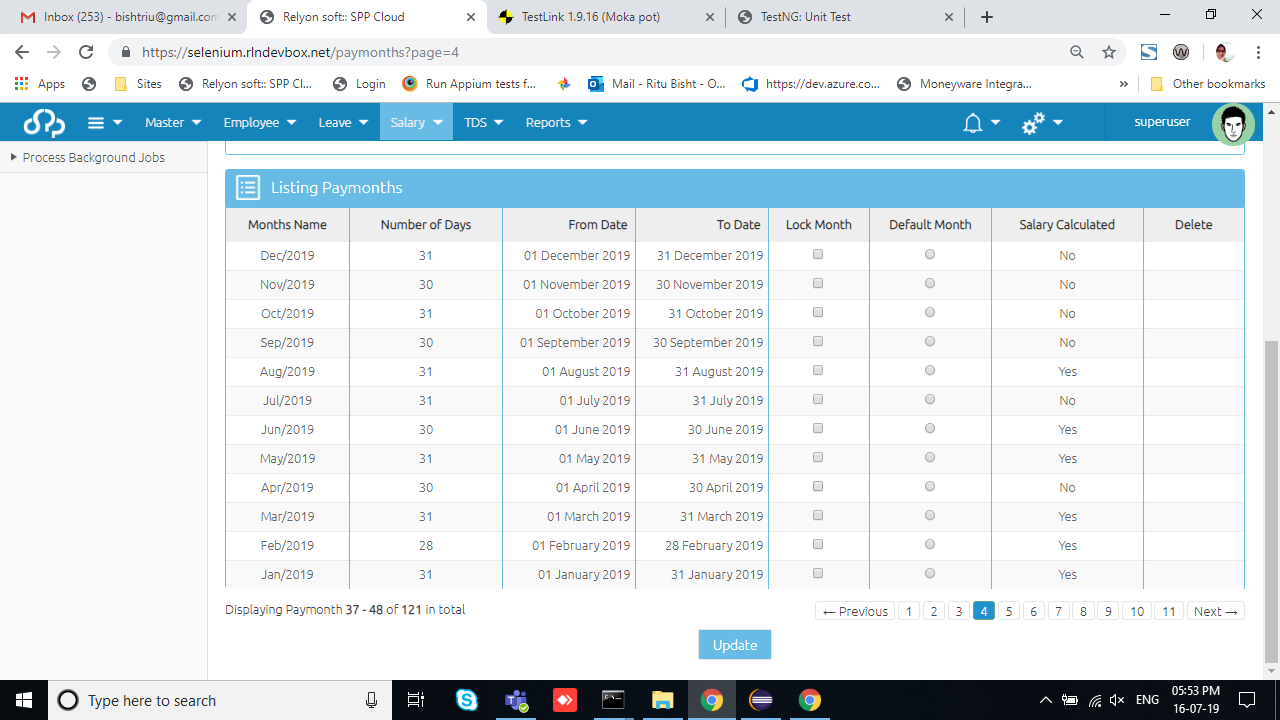 Inbox (253) - bishtriu@gmail.com
Relyon soft:: SPP Cloud
TestLink 1.9.16 (Moka pot)
TestNG: Unit Test
https://selenium.rlndevbox.net/paymonths?page=4
Apps Sites Relyon soft:: SPP Cl... Login Run Appium tests f... Mail - Ritu Bisht - O... https://dev.azure.co... Moneyware Integra... » Other bookmarks
Master Employee Leave Salary TDS Reports superuser
Process Background Jobs
Listing Paymonths
Months Name Number of Days From Date To Date Lock Month Default Month Salary Calculated Delete
Dec/2019 31 01 December 2019 31 December 2019 No
Nov/2019 30 01 November 2019 30 November 2019 No
Oct/2019 31 01 October 2019 31 October 2019 No
Sep/2019 30 01 September 2019 30 September 2019 No
Aug/2019 31 01 August 2019 31 August 2019 Yes
Jul/2019 31 01 July 2019 31 July 2019 No
Jun/2019 30 01 June 2019 30 June 2019 Yes
May/2019 31 01 May 2019 31 May 2019 Yes
Apr/2019 30 01 April 2019 30 April 2019 No
Mar/2019 31 01 March 2019 31 March 2019 Yes
Feb/2019 28 01 February 2019 28 February 2019 Yes
Jan/2019 31 01 January 2019 31 January 2019 Yes
Displaying Paymonth 37 - 48 of 121 in total
← Previous 1 2 3 4 5 6 7 8 9 10 11 Next →
Update
Type here to search
ENG
05:53 PM
16-07-19